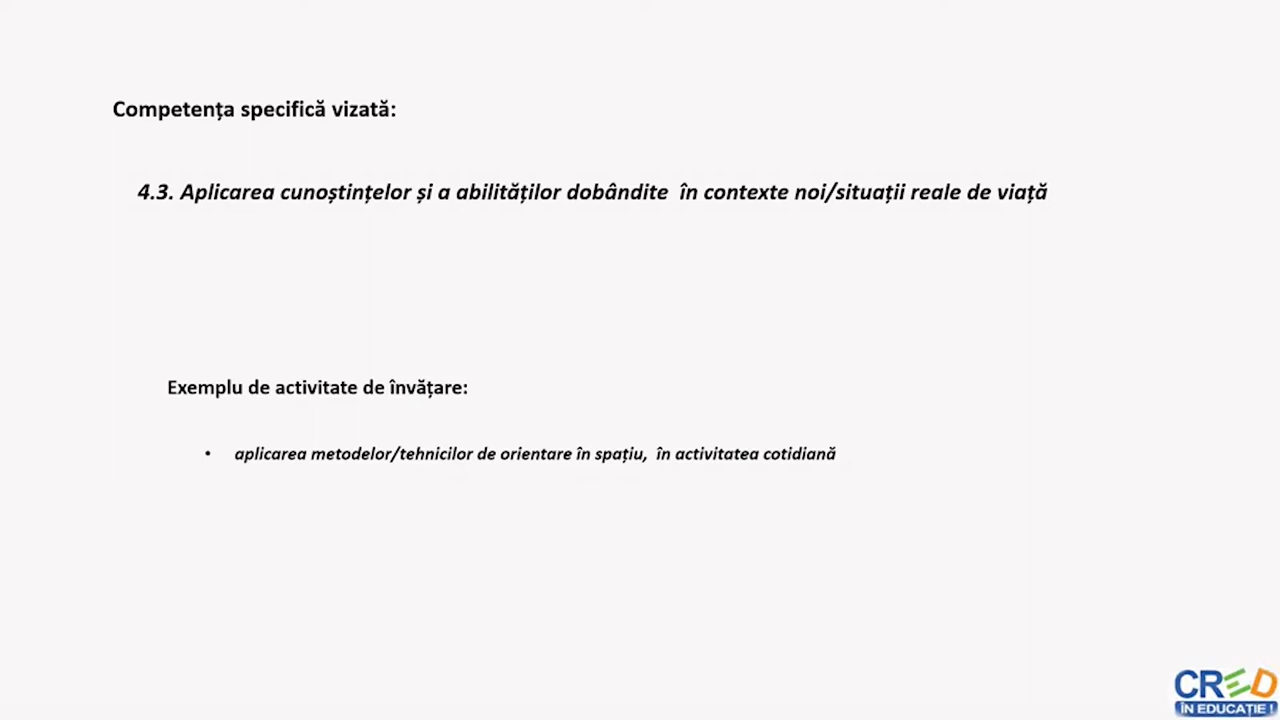 Competența specifică vizată:
4.3. Aplicarea cunoștințelor și a abilităților dobândite în contexte noi/situații reale de viață
Exemplu de activitate de învățare:
• aplicarea metodelor/tehnicilor de orientare în spațiu, în activitatea cotidiană
CRED
ÎN EDUCAȚIE !